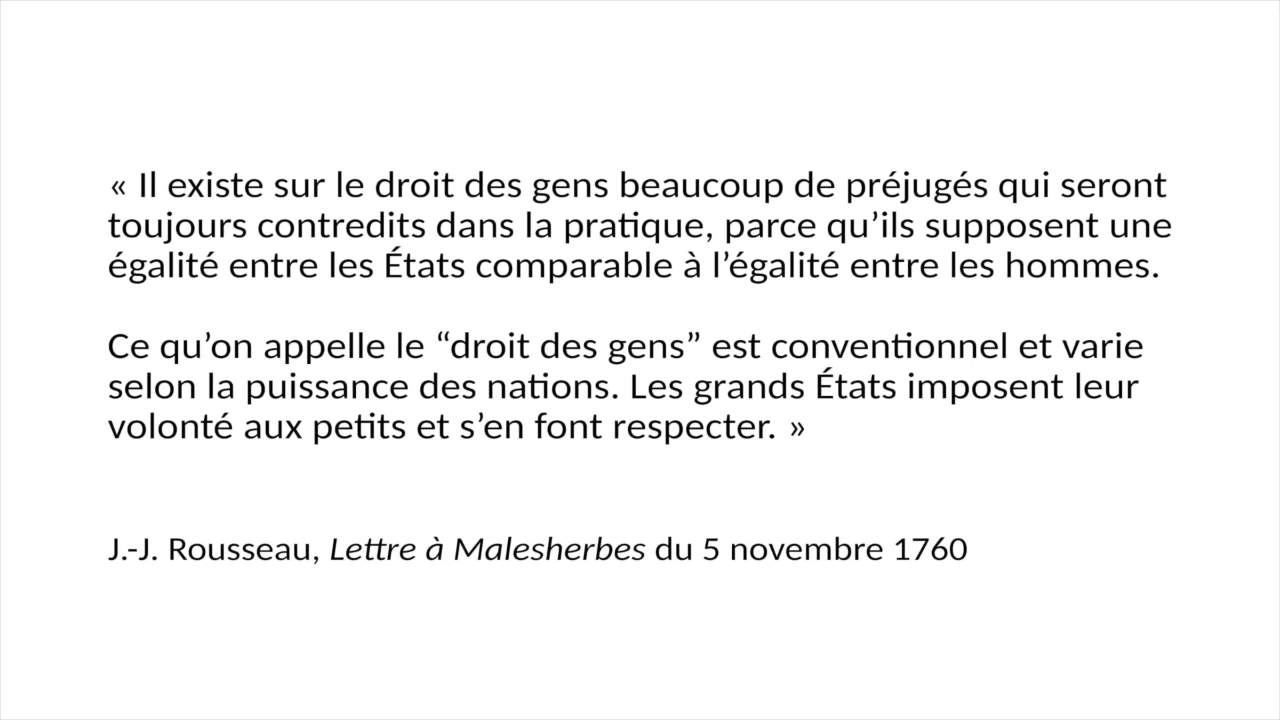 « Il existe sur le droit des gens beaucoup de préjugés qui seront
toujours contredits dans la pratique, parce qu’ils supposent une
égalité entre les États comparable à l’égalité entre les hommes.
Ce qu’on appelle le “droit des gens” est conventionnel et varie
selon la puissance des nations. Les grands États imposent leur
volonté aux petits et s’en font respecter. »
J.-J. Rousseau, Lettre à Malesherbes du 5 novembre 1760